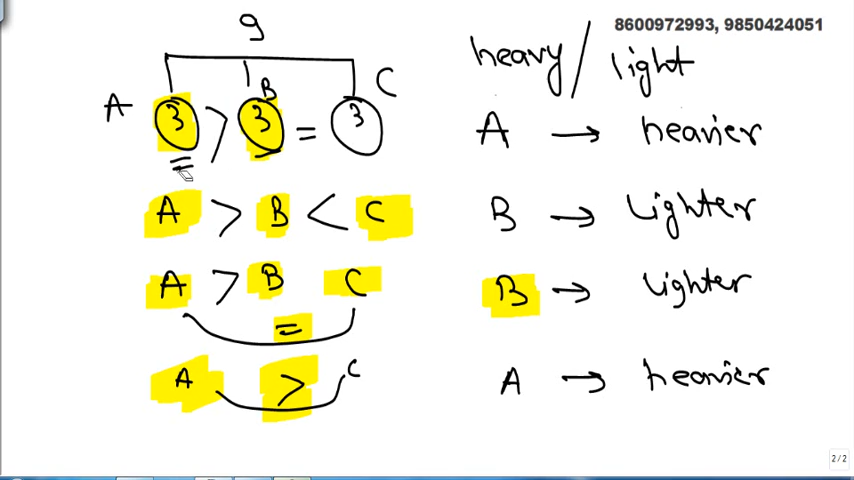 8600972993, 9850424051
9
heavy/light
A 3 > B 3 = C 3
A → heavier
A > B < C
B → Lighter
A > B C
=
B → lighter
A > C
A → heavier
2 / 2